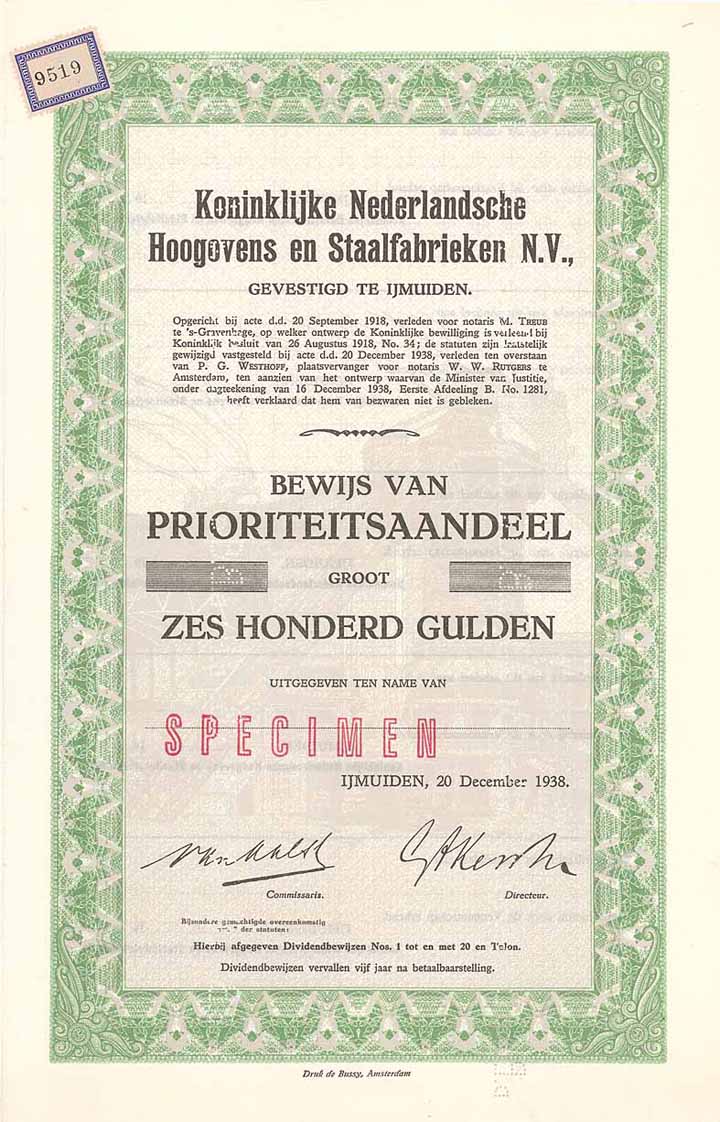 9519
Koninklijke Nederlandsche
Hoogovens en Staalfabrieken N.V.,
GEVESTIGD TE IJMUIDEN.
Opgericht bij acte d.d. 20 September 1918, verleden voor notaris M. TREUB
te 's-Gravenhage, op welker ontwerp de Koninklijke bewilliging is verleend bij
Koninklijk besluit van 26 Augustus 1918, No. 34; de statuten zijn laatstelijk
gewijzigd vastgesteld bij acte d.d. 20 December 1938, verleden ten overstaan
van P. G. WESTHOFF, plaatsvervanger voor notaris W. W. RUTGERS te
Amsterdam, ten aanzien van het ontwerp waarvan de Minister van Justitie,
onder dagteekening van 16 December 1938, Eerste Afdeeling B. No. 1281,
heeft verklaard dat hem van bezwaren niet is gebleken.
BEWIJS VAN
PRIORITEITSAANDEEL
GROOT
ZES HONDERD GULDEN
UITGEGEVEN TEN NAME VAN
SPECIMEN
IJMUIDEN, 20 December 1938.
Commissaris. Directeur.
Bijzondere gemachtigde overeenkomstig
der statuten:
Hierbij afgegeven Dividendbewijzen Nos. 1 tot en met 20 en Talon.
Dividendbewijzen vervallen vijf jaar na betaalbaarstelling.
Druk de Bussy, Amsterdam